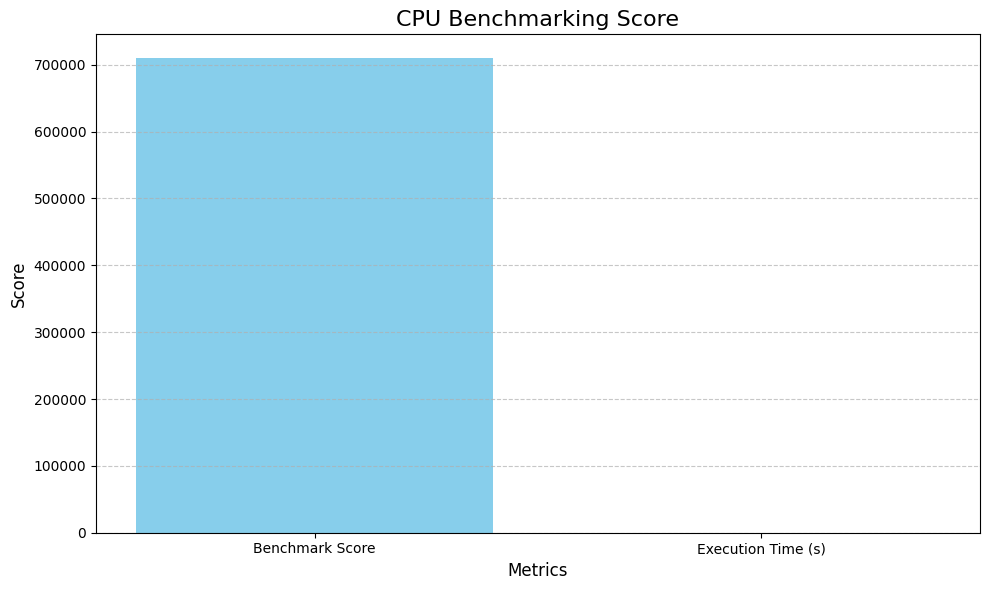 CPU Benchmarking Score
700000
600000
500000
400000
300000
200000
100000
0
Score
Benchmark Score
Execution Time (s)
Metrics